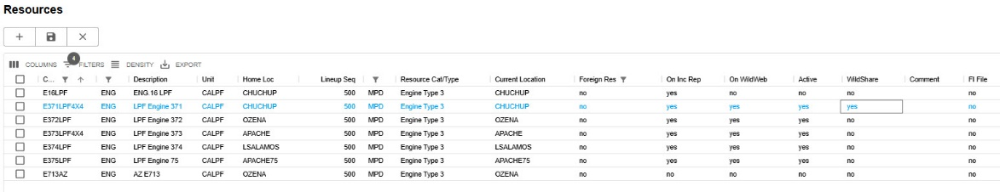 Resources
4
COLUMNS FILTERS DENSITY EXPORT
C... Description Unit Home Loc Lineup Seq Resource Cat/Type Current Location Foreign Res On Inc Rep On WildWeb Active WildShare Comment FI File
E16LPF ENG ENG.16 LPF CALPF CHUCHUP 500 MPD Engine Type 3 CHUCHUP no yes no no no no
E371LPF4X4 ENG LPF Engine 371 CALPF CHUCHUP 500 MPD Engine Type 3 CHUCHUP no yes yes yes yes no
E372LPF ENG LPF Engine 372 CALPF OZENA 500 MPD Engine Type 3 OZENA no yes yes yes no no
E373LPF4X4 ENG LPF Engine 373 CALPF APACHE 500 MPD Engine Type 3 APACHE no yes yes yes no no
E374LPF ENG LPF Engine 374 CALPF LSALAMOS 500 MPD Engine Type 3 LSALAMOS no yes yes yes no no
E375LPF ENG LPF Engine 75 CALPF APACHE75 500 MPD Engine Type 3 APACHE75 no yes yes yes no no
E713AZ ENG AZ E713 CALPF OZENA 500 MPD Engine Type 3 OZENA no no no no no no